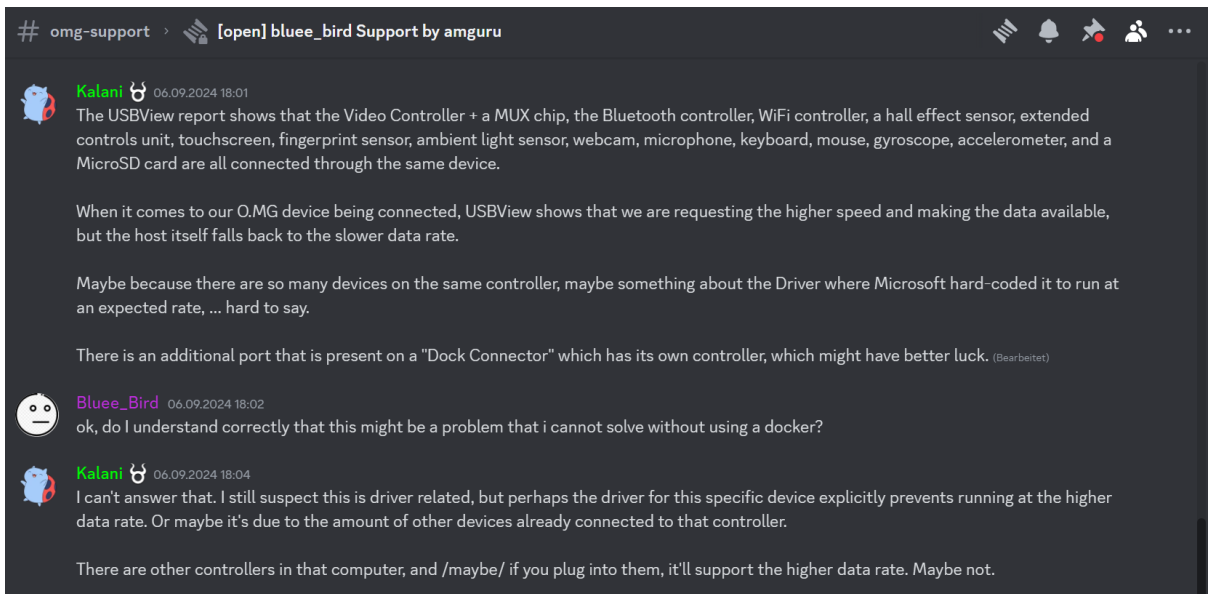 # omg-support › [open] bluee_bird Support by amguru
Kalani 06.09.2024 18:01
The USBView report shows that the Video Controller + a MUX chip, the Bluetooth controller, WiFi controller, a hall effect sensor, extended
controls unit, touchscreen, fingerprint sensor, ambient light sensor, webcam, microphone, keyboard, mouse, gyroscope, accelerometer, and a
MicroSD card are all connected through the same device.
When it comes to our O.MG device being connected, USBView shows that we are requesting the higher speed and making the data available,
but the host itself falls back to the slower data rate.
Maybe because there are so many devices on the same controller, maybe something about the Driver where Microsoft hard-coded it to run at
an expected rate, ... hard to say.
There is an additional port that is present on a "Dock Connector" which has its own controller, which might have better luck. (Bearbeitet)
Bluee_Bird 06.09.2024 18:02
ok, do I understand correctly that this might be a problem that i cannot solve without using a docker?
Kalani 06.09.2024 18:04
I can't answer that. I still suspect this is driver related, but perhaps the driver for this specific device explicitly prevents running at the higher
data rate. Or maybe it's due to the amount of other devices already connected to that controller.
There are other controllers in that computer, and /maybe/ if you plug into them, it'll support the higher data rate. Maybe not.